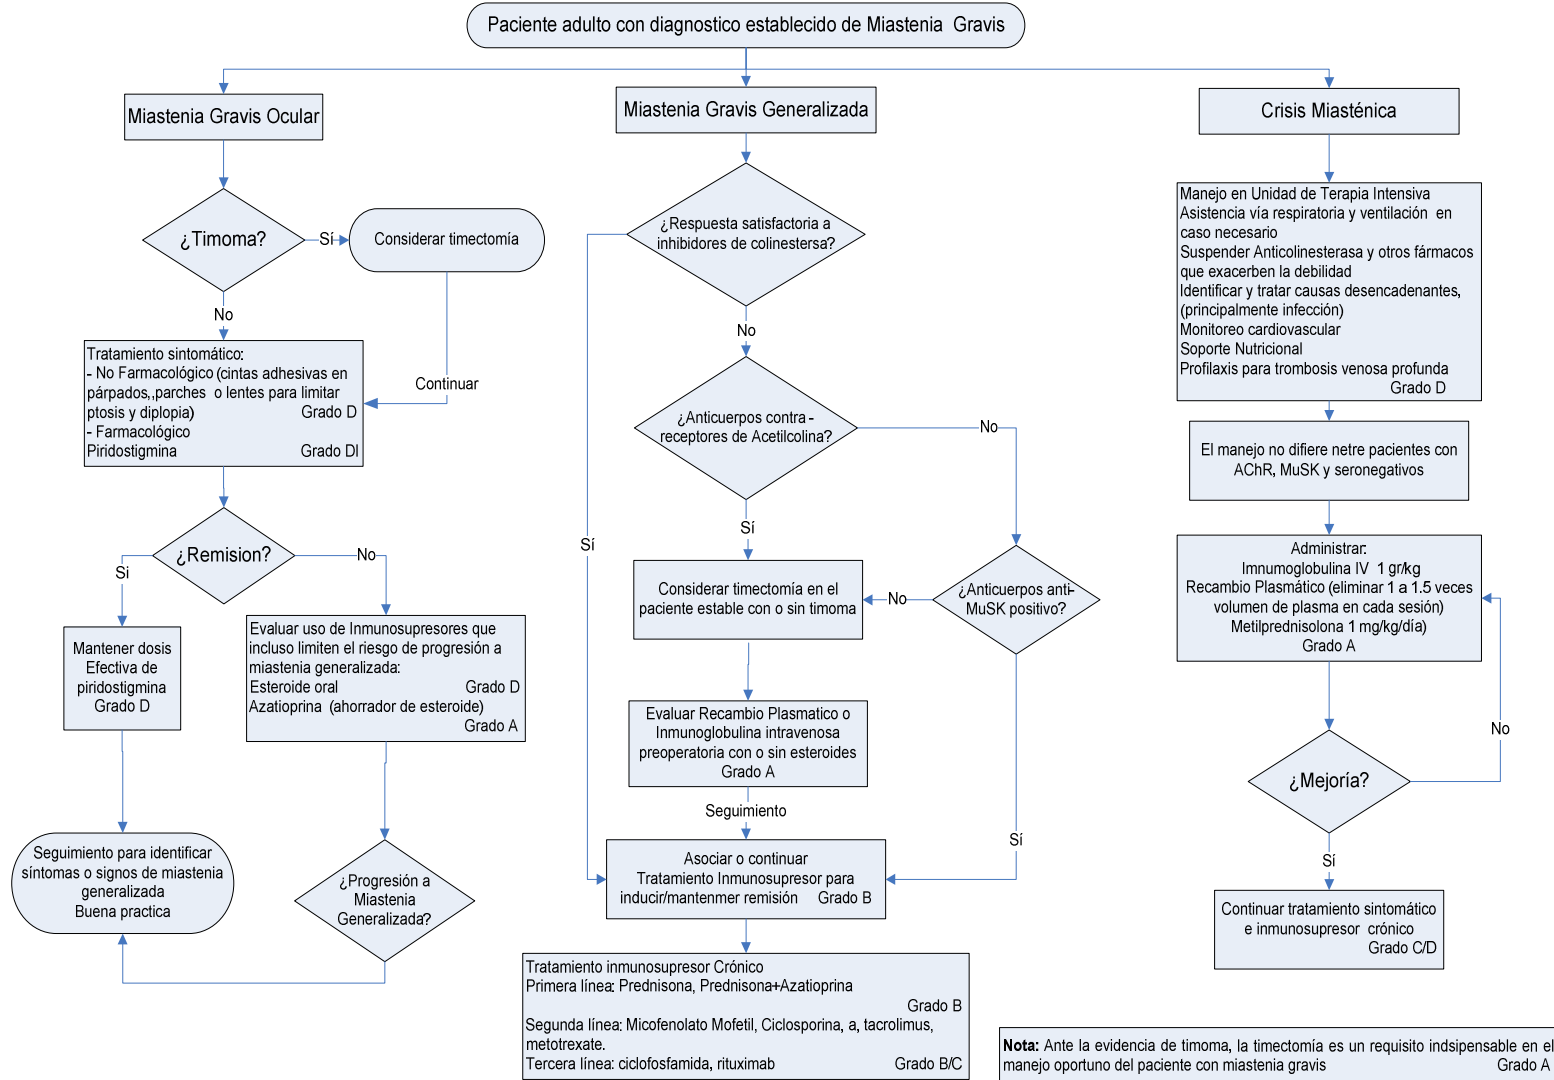 Paciente adulto con diagnostico establecido de Miastenia Gravis
Miastenia Gravis Ocular
¿Timoma?
Sí
Considerar timectomía
No
Continuar
Tratamiento sintomático:
- No Farmacológico (cintas adhesivas en
párpados,,parches o lentes para limitar
ptosis y diplopia) Grado D
- Farmacológico
Piridostigmina Grado DI
¿Remision?
Si
No
Mantener dosis
Efectiva de
piridostigmina
Grado D
Evaluar uso de Inmunosupresores que
incluso limiten el riesgo de progresión a
miastenia generalizada:
Esteroide oral Grado D
Azatioprina (ahorrador de esteroide)
Grado A
Seguimiento para identificar
síntomas o signos de miastenia
generalizada
Buena practica
¿Progresión a
Miastenia
Generalizada?
Miastenia Gravis Generalizada
¿Respuesta satisfactoria a
inhibidores de colinestersa?
No
Sí
¿Anticuerpos contra-
receptores de Acetilcolina?
No
Sí
Considerar timectomía en el
paciente estable con o sin timoma
No
¿Anticuerpos anti-
MuSK positivo?
Sí
Evaluar Recambio Plasmatico o
Inmunoglobulina intravenosa
preoperatoria con o sin esteroides
Grado A
Seguimiento
Asociar o continuar
Tratamiento Inmunosupresor para
inducir/mantenmer remisión Grado B
Tratamiento inmunosupresor Crónico
Primera línea: Prednisona, Prednisona+Azatioprina
Grado B
Segunda línea: Micofenolato Mofetil, Ciclosporina, a, tacrolimus,
metotrexate.
Tercera línea: ciclofosfamida, rituximab Grado B/C
Crisis Miasténica
Manejo en Unidad de Terapia Intensiva
Asistencia vía respiratoria y ventilación en
caso necesario
Suspender Anticolinesterasa y otros fármacos
que exacerben la debilidad
Identificar y tratar causas desencadenantes,
(principalmente infección)
Monitoreo cardiovascular
Soporte Nutricional
Profilaxis para trombosis venosa profunda
Grado D
El manejo no difiere netre pacientes con
AChR, MuSK y seronegativos
Administrar:
Imnumoglobulina IV 1 gr/kg
Recambio Plasmático (eliminar 1 a 1.5 veces
volumen de plasma en cada sesión)
Metilprednisolona 1 mg/kg/día)
Grado A
No
¿Mejoría?
Sí
Continuar tratamiento sintomático
e inmunosupresor crónico
Grado C/D
Nota: Ante la evidencia de timoma, la timectomía es un requisito indsipensable en el
manejo oportuno del paciente con miastenia gravis Grado A